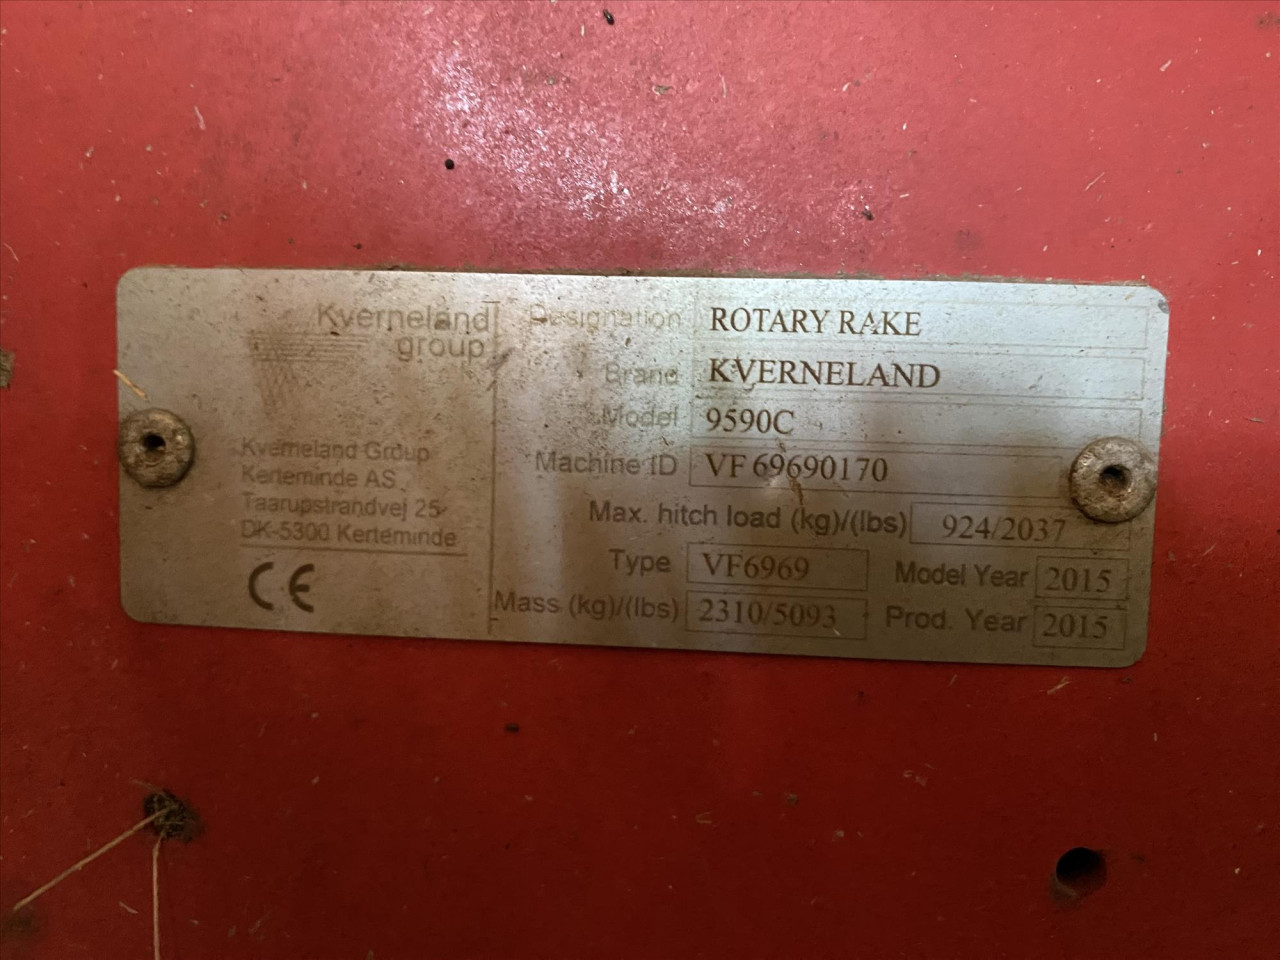 Kverneland
group
Kverneland Group
Kerteminde AS
Taarupstrandvej 25
DK-5300 Kerteminde
CE
Designation ROTARY RAKE
Brand KVERNELAND
Model 9590C
Machine ID VF69690170
Max. hitch load (kg)/(lbs) 924/2037
Type VF6969 Model Year 2015
Mass (kg)/(lbs) 2310/5093 Prod. Year 2015